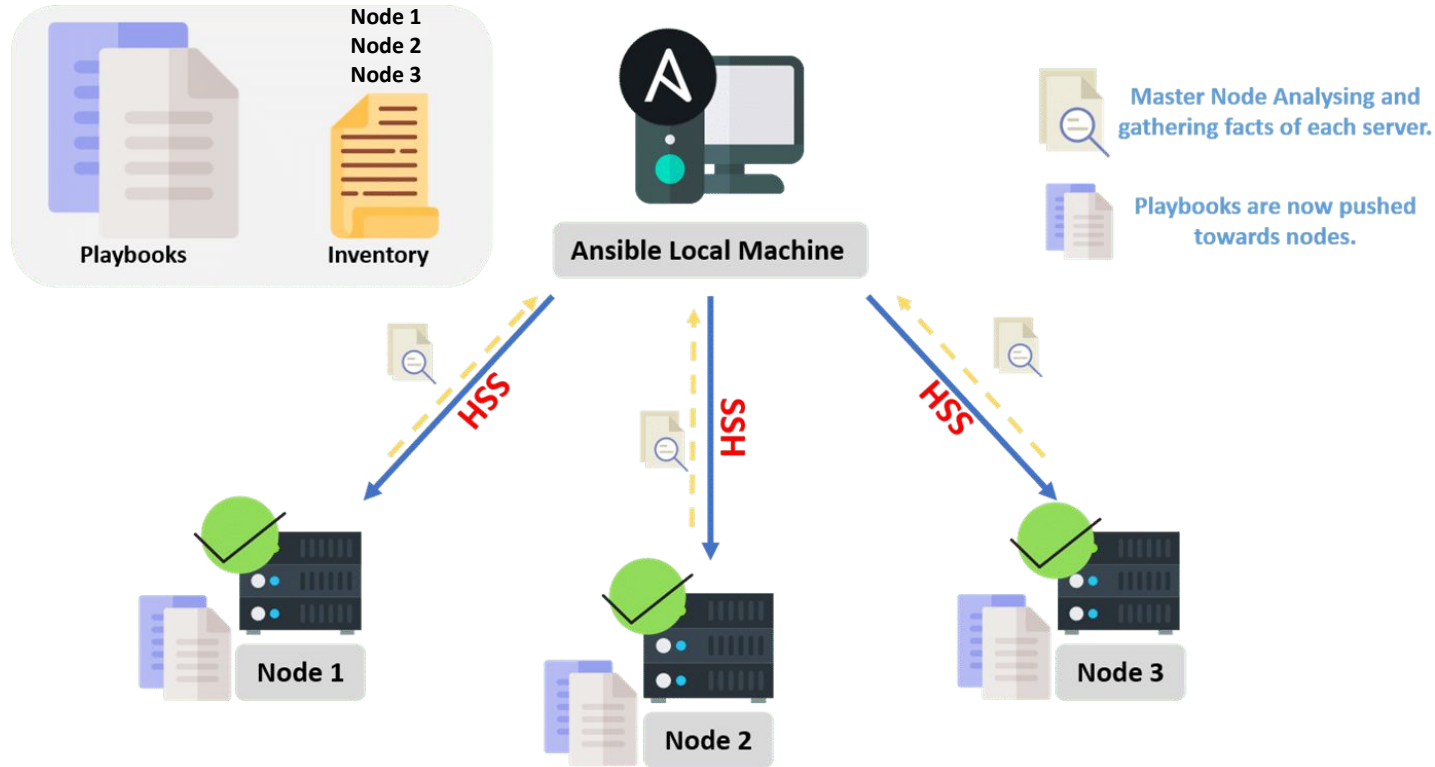 Node 1
Node 2
Node 3
Playbooks
Inventory
Ansible Local Machine
Master Node Analysing and
gathering facts of each server.
Playbooks are now pushed
towards nodes.
SSH
SSH
SSH
Node 1
Node 2
Node 3